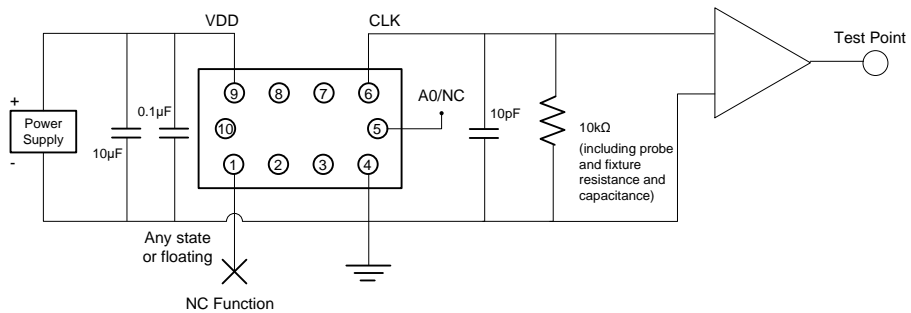 VDD
CLK
Test Point
+
Power
Supply
-
10µF
0.1µF
9
8
7
6
10
5
1
2
3
4
A0/NC
10pF
10kΩ
(including probe
and fixture
resistance and
capacitance)
Any state
or floating
NC Function